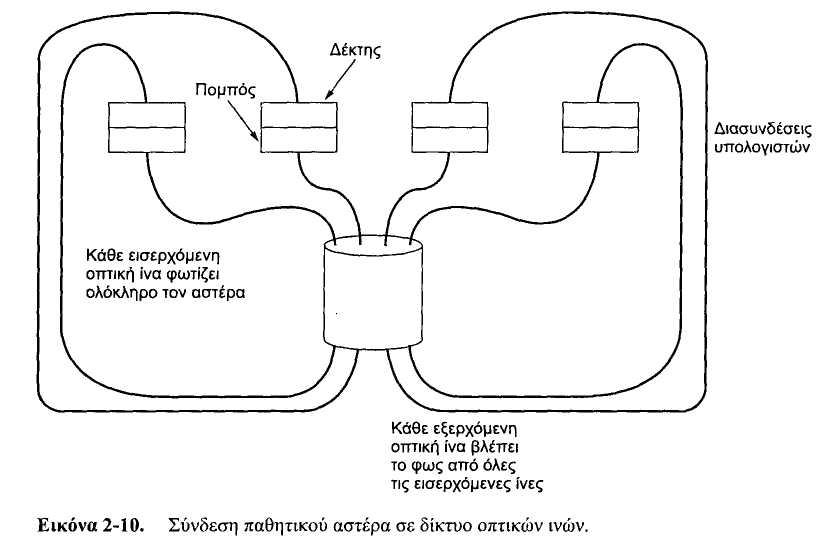 Δέκτης
Πομπός
Διασυνδέσεις
υπολογιστών
Κάθε εισερχόμενη
οπτική ίνα φωτίζει
ολόκληρο τον αστέρα
Κάθε εξερχόμενη
οπτική ίνα βλέπει
το φως από όλες
τις εισερχόμενες ίνες
Εικόνα 2-10. Σύνδεση παθητικού αστέρα σε δίκτυο οπτικών ινών.